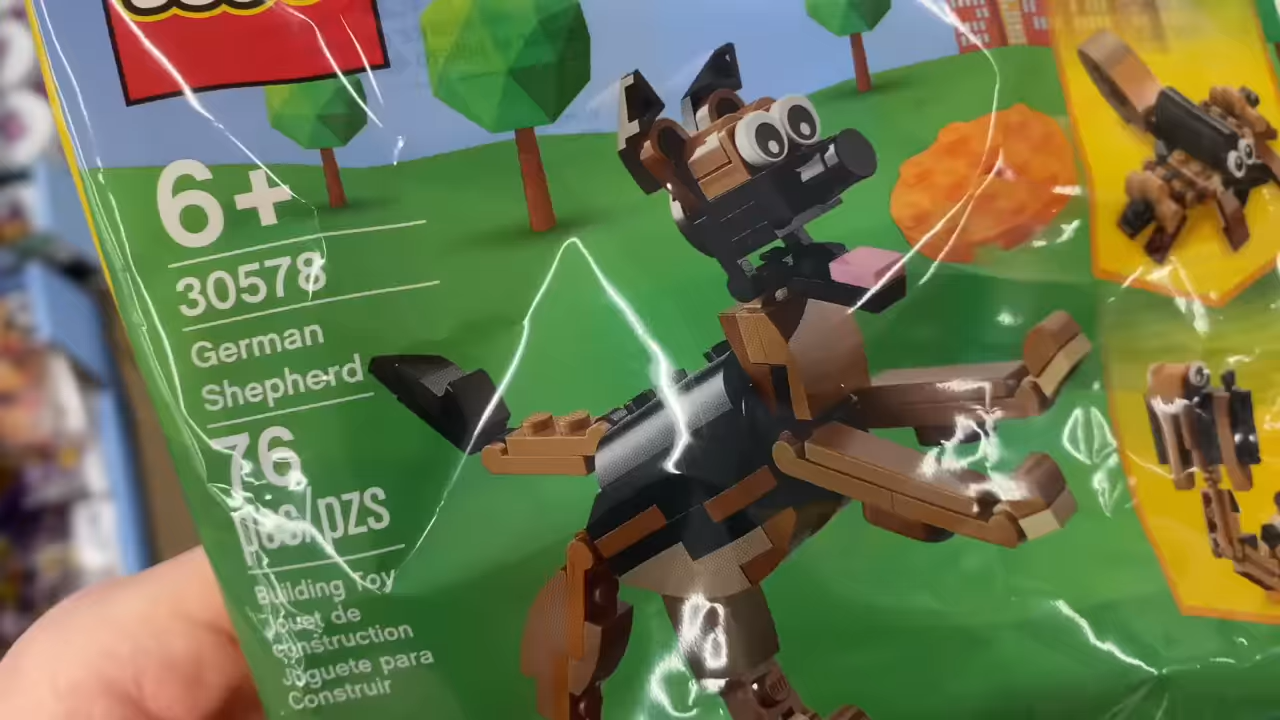 6+
30578
German
Shepherd
76
pcs/pzs
Building Toy
Jouet de
construction
Juguete para
Construir